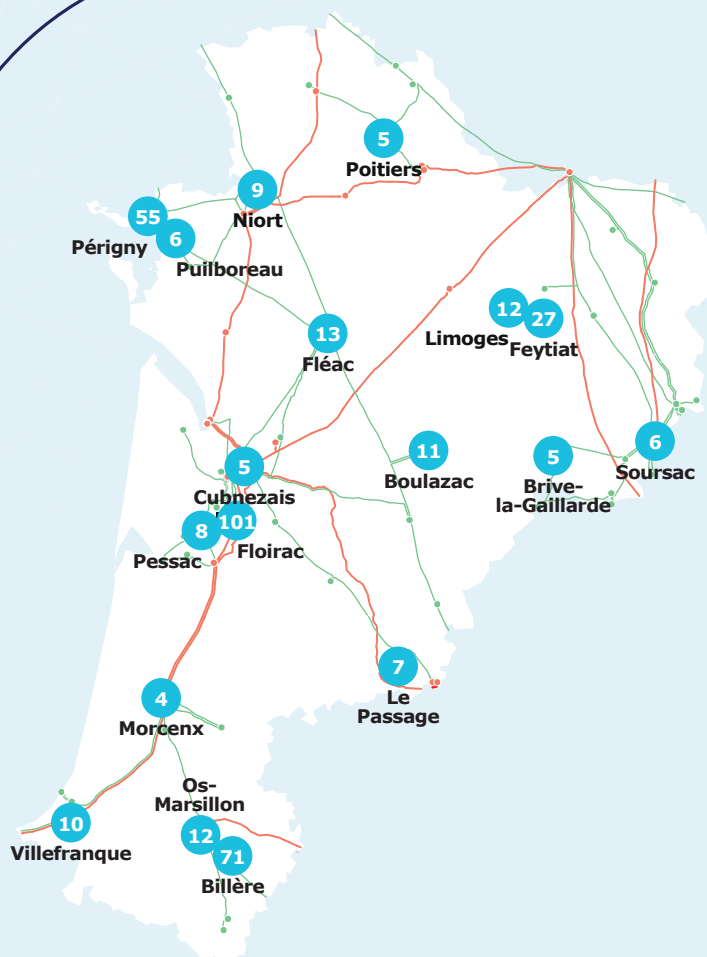 5
Poitiers
9
Niort
55
Périgny
6
Puilboreau
13
Fléac
12
Limoges
27
Feytiat
11
Boulazac
5
Brive-
la-Gaillarde
6
Soursac
5
Cubnezais
8
Pessac
101
Floirac
7
Le
Passage
4
Morcenx
10
Villefranque
Os-
Marsillon
12
71
Billère